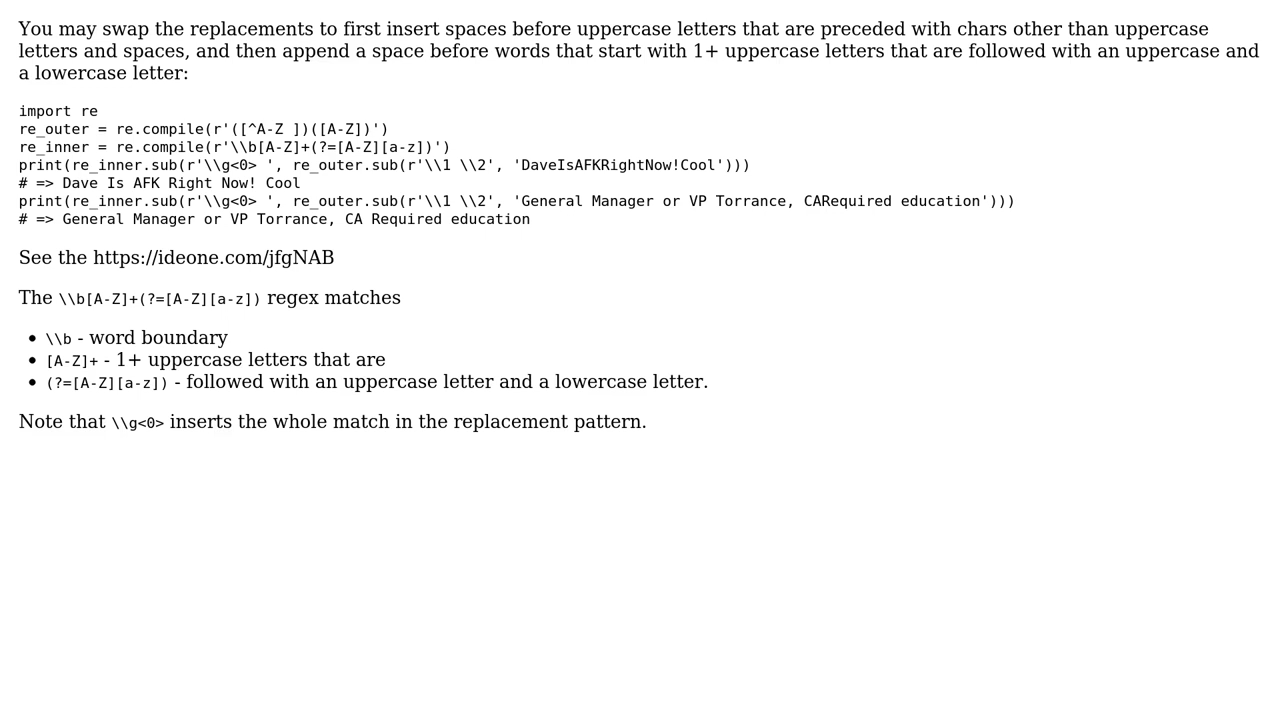 You may swap the replacements to first insert spaces before uppercase letters that are preceded with chars other than uppercase
letters and spaces, and then append a space before words that start with 1+ uppercase letters that are followed with an uppercase and
a lowercase letter:
import re
re_outer = re.compile(r'([^A-Z ])([A-Z])')
re_inner = re.compile(r'\\b[A-Z]+(?=[A-Z][a-z])')
print(re_inner.sub(r'\\g<0> ', re_outer.sub(r'\\1 \\2', 'DaveIsAFKRightNow!Cool')))
# => Dave Is AFK Right Now! Cool
print(re_inner.sub(r'\\g<0> ', re_outer.sub(r'\\1 \\2', 'General Manager or VP Torrance, CARequired education')))
# => General Manager or VP Torrance, CA Required education
See the https://ideone.com/jfgNAB
The \\b[A-Z]+(?=[A-Z][a-z]) regex matches
• \\b - word boundary
• [A-Z]+ - 1+ uppercase letters that are
• (?=[A-Z][a-z]) - followed with an uppercase letter and a lowercase letter.
Note that \\g<0> inserts the whole match in the replacement pattern.